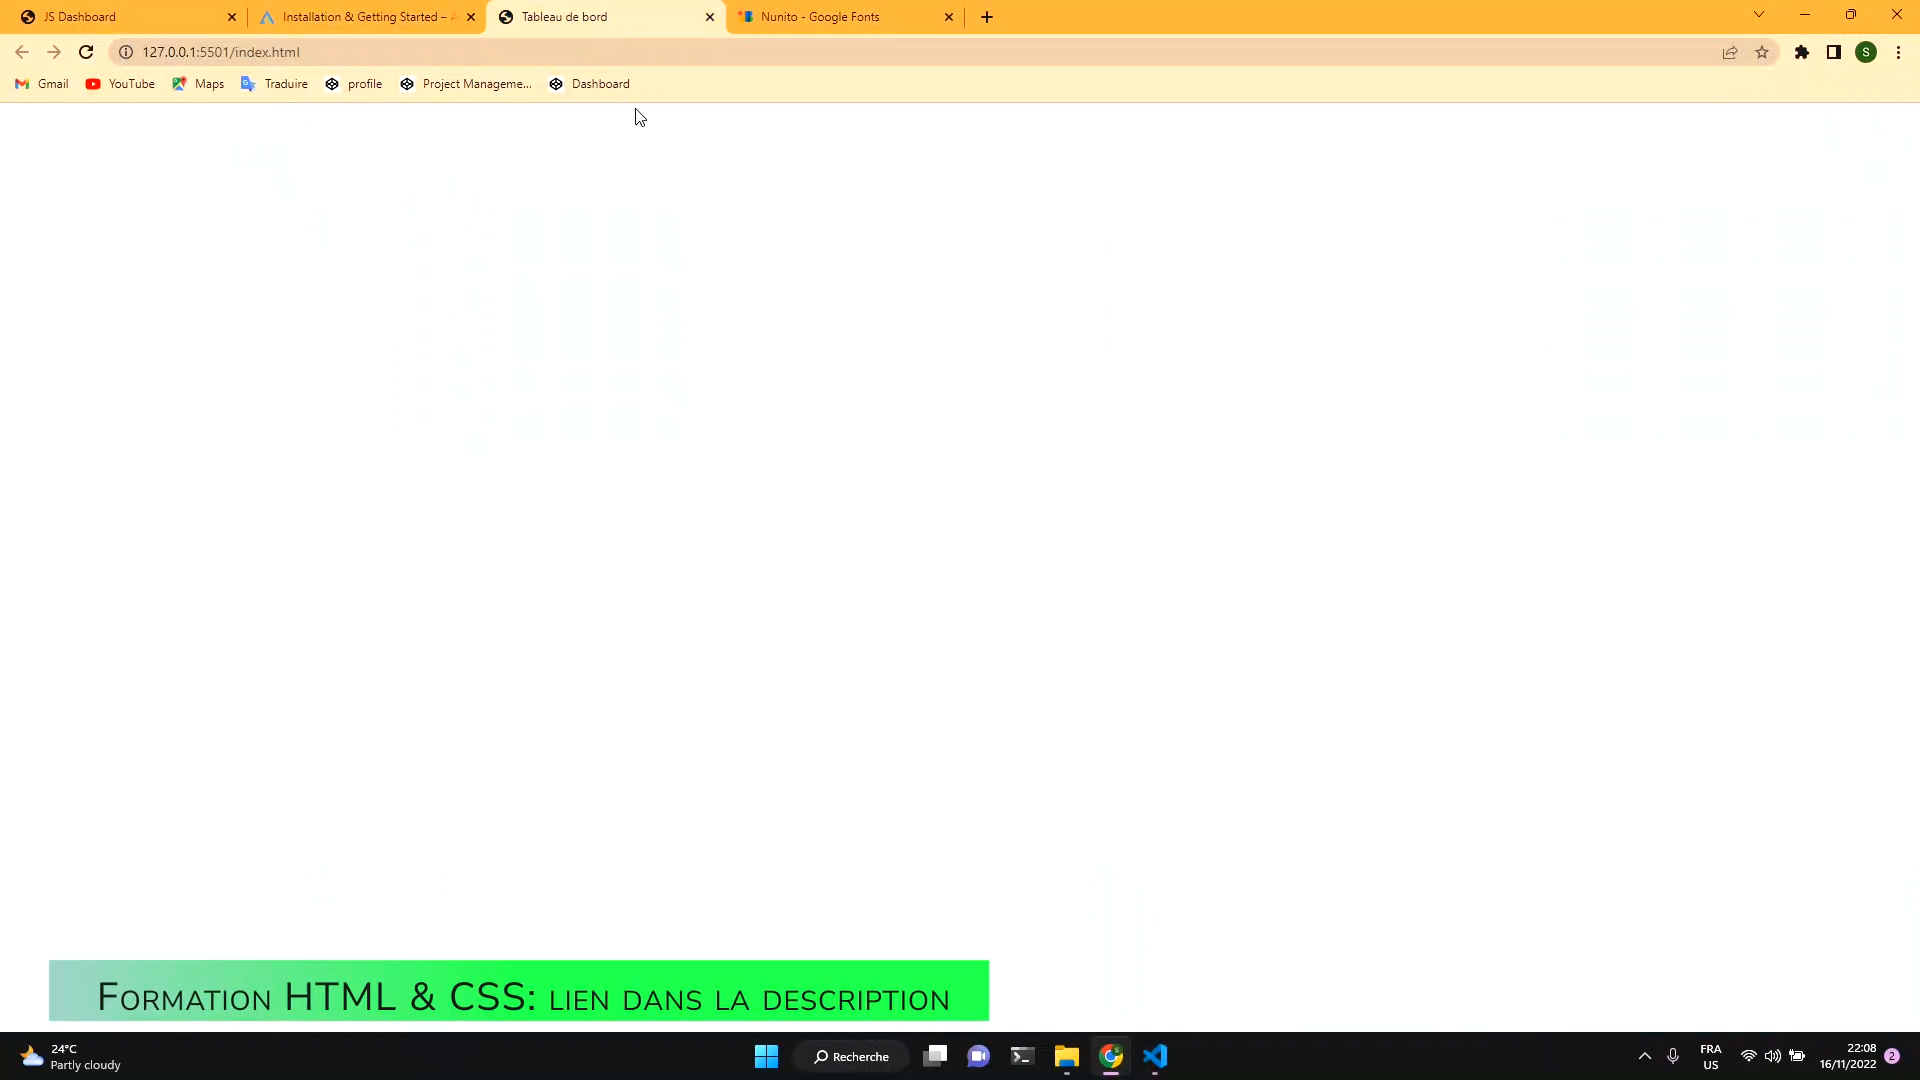 JS Dashboard
Installation & Getting Started –
Tableau de bord
Nunito - Google Fonts
127.0.0.1:5501/index.html
S
Gmail
YouTube
Maps
Traduire
profile
Project Manageme...
Dashboard
Formation HTML & CSS: lien dans la description
24°C
Partly cloudy
Recherche
FRA
US
22:08
16/11/2022
2